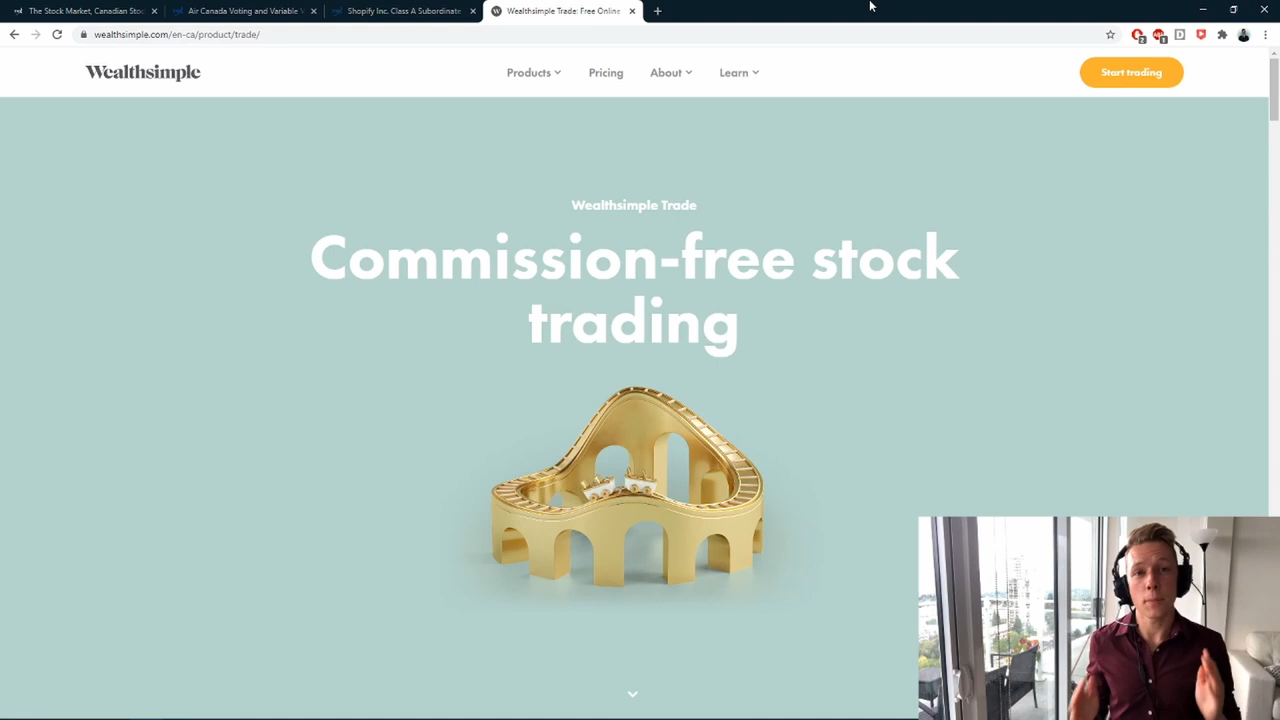 The Stock Market, Canadian Stoc
Air Canada Voting and Variable V
Shopify Inc. Class A Subordinate
Wealthsimple Trade: Free Online
wealthsimple.com/en-ca/product/trade/
Wealthsimple
Products
Pricing
About
Learn
Start trading
Wealthsimple Trade
Commission-free stock
trading